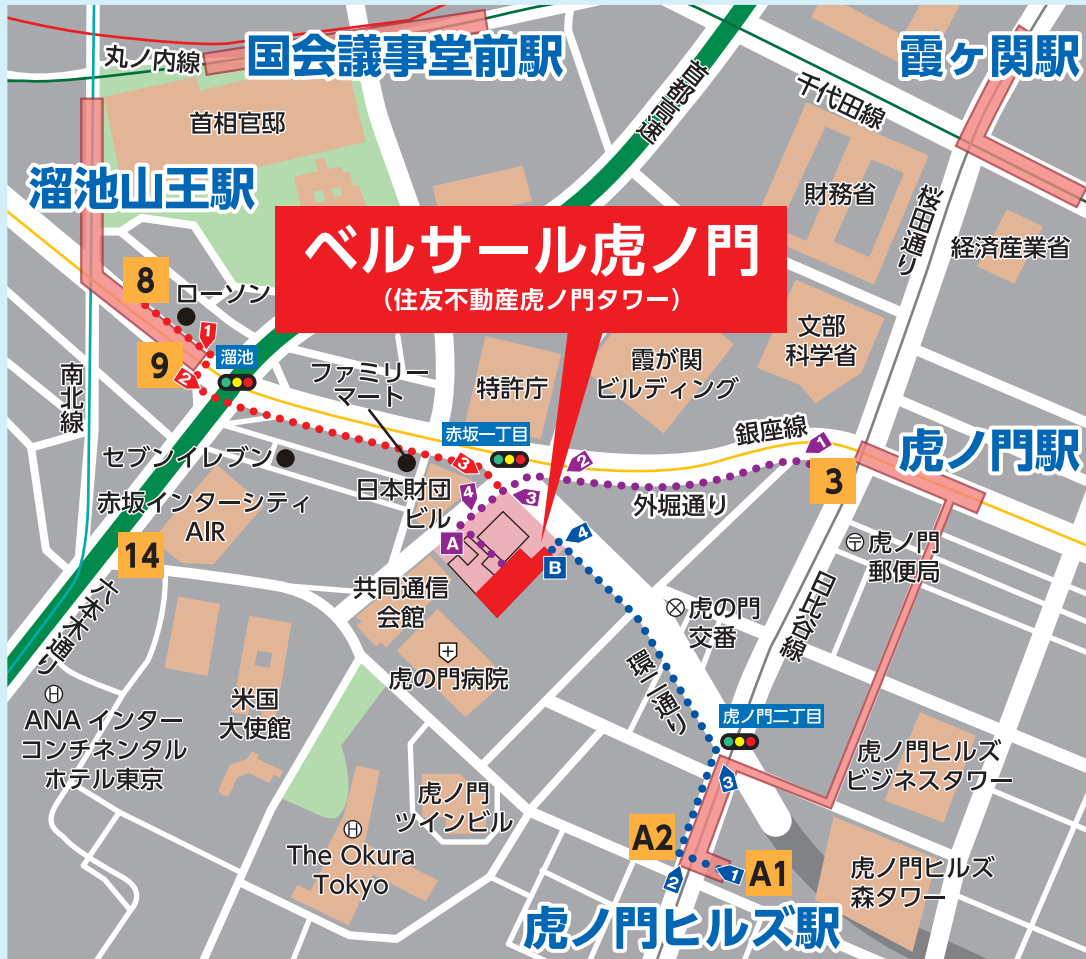 丸ノ内線
国会議事堂前駅
霞ヶ関駅
首都高速
千代田線
首相官邸
溜池山王駅
財務省
桜田通り
経済産業省
ベルサール虎ノ門
(住友不動産虎ノ門タワー)
8
ローソン
1
9
2
溜池
南北線
ファミリー
マート
特許庁
霞が関
ビルディング
文部
科学省
赤坂一丁目
銀座線
1
虎ノ門駅
セブンイレブン
3
2
3
日本財団
ビル
4
3
外堀通り
赤坂インターシティ
AIR
A
4
B
〒
虎ノ門
郵便局
14
六本木通り
共同通信
会館
虎の門
交番
日比谷線
虎の門病院
環二通り
H
ANA インター
コンチネンタル
ホテル東京
米国
大使館
虎ノ門二丁目
3
虎ノ門ヒルズ
ビジネスタワー
虎ノ門
ツインビル
H
The Okura
Tokyo
A2
1
A1
2
虎ノ門ヒルズ
森タワー
虎ノ門ヒルズ駅